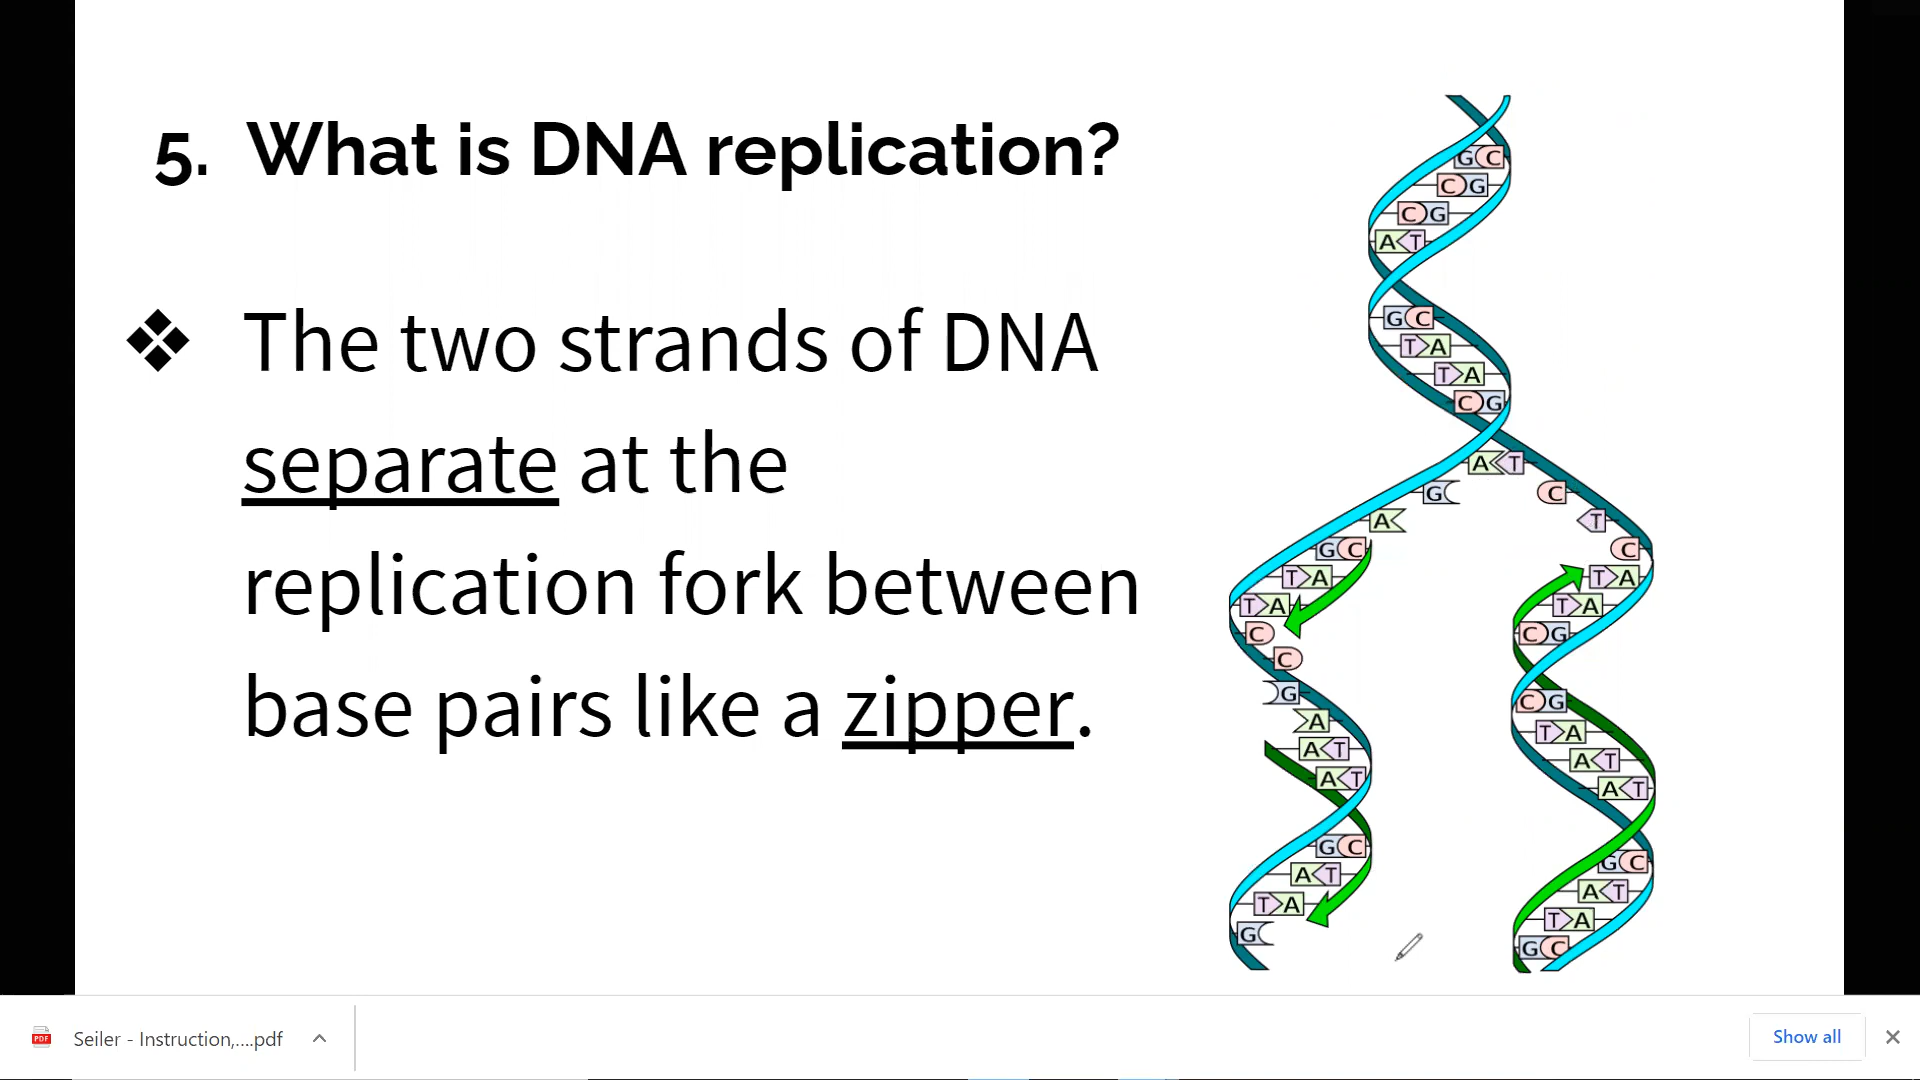 5. What is DNA replication?
❖ The two strands of DNA
separate at the
replication fork between
base pairs like a zipper.
G C
C G
C G
A T
G C
T A
T A
C G
A T
G C
A T
G C C
T A T A
T A T A
C C G
C
G C G
A T A
A T A T
A T A T
G C G C
A T A T
T A T A
G G C
PDF Seiler - Instruction,....pdf Show all